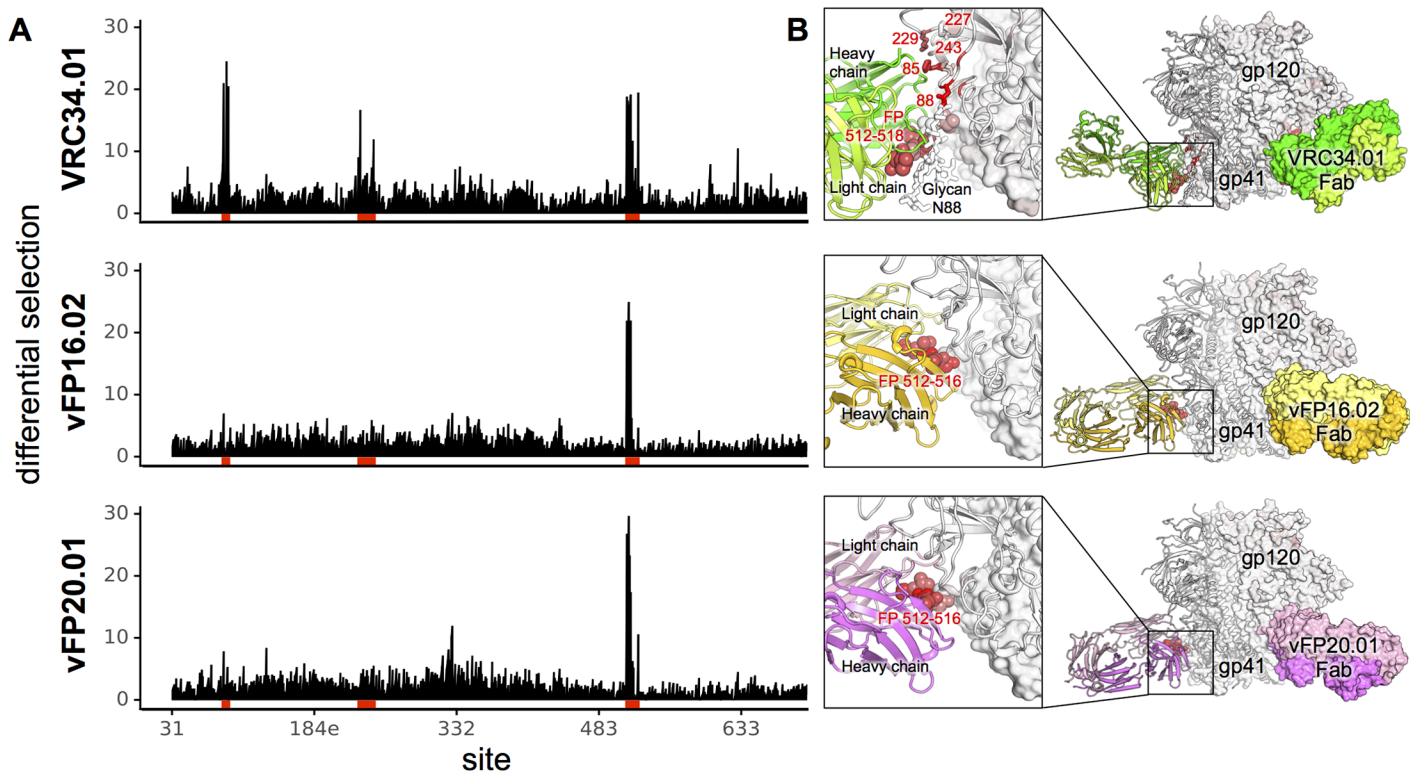 A
differential selection
VRC34.01
30
20
10
0
vFP16.02
30
20
10
0
vFP20.01
30
20
10
0
31
184e
332
483
633
site
B
227
229
243
Heavy
chain
85
88
FP
512-518
Light chain
Glycan
N88
gp120
VRC34.01
Fab
gp41
Light chain
FP 512-516
Heavy chain
gp120
vFP16.02
Fab
gp41
Light chain
FP 512-516
Heavy chain
gp120
vFP20.01
Fab
gp41